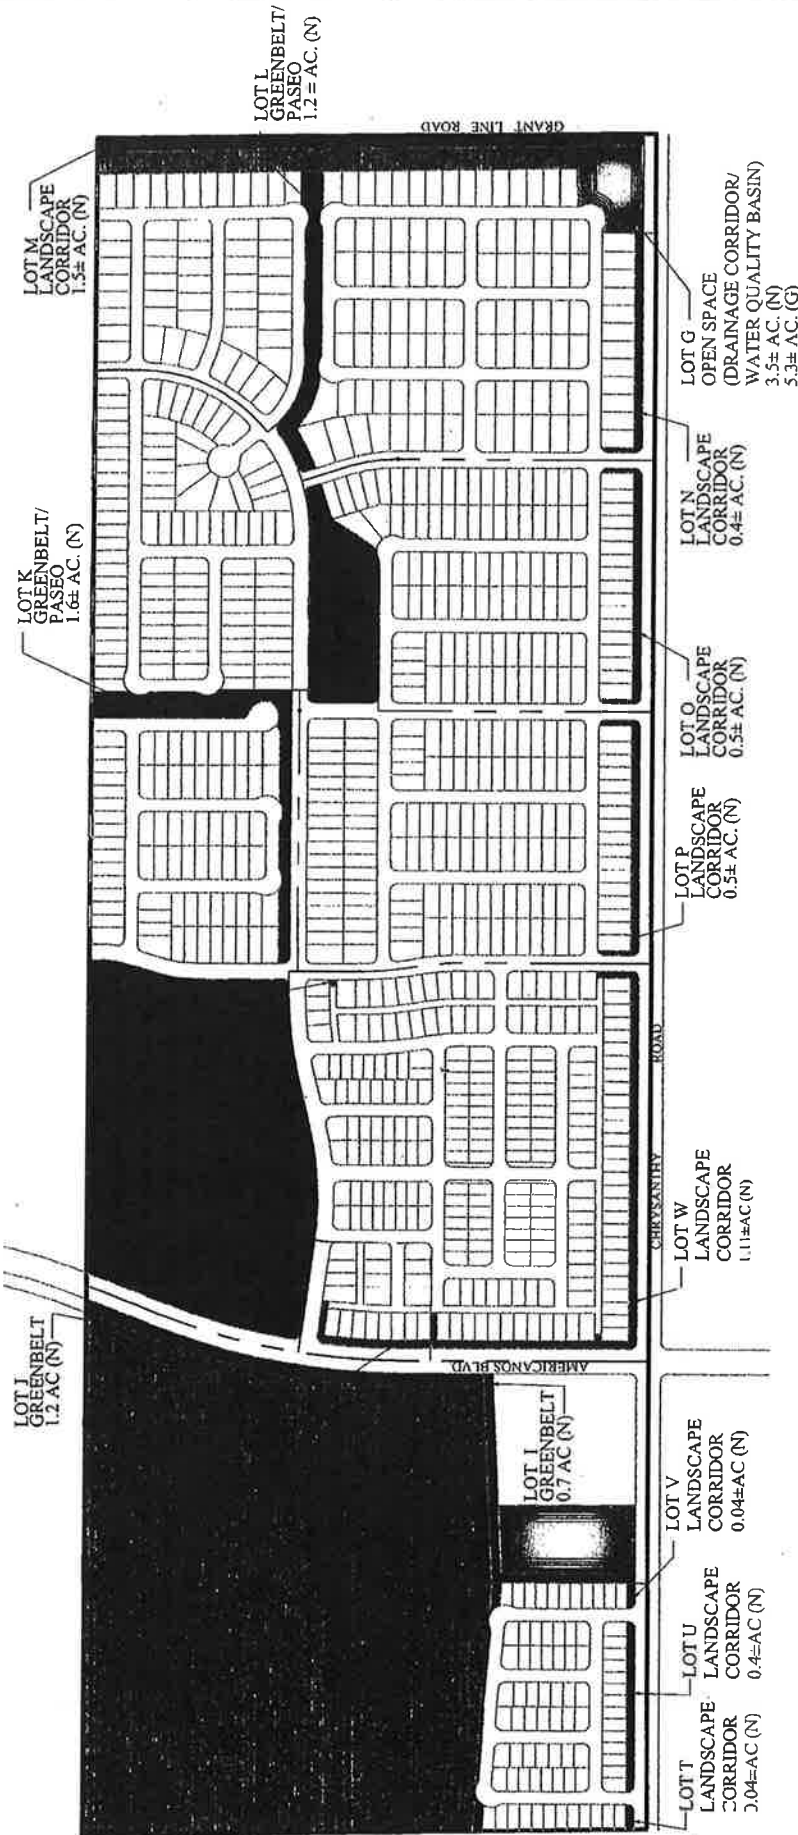 LOT L
GREENBELT/
PASEO
1.2 = AC. (N)
GRANT LINE ROAD
LOT M
LANDSCAPE
CORRIDOR
1.5± AC. (N)
LOT G
OPEN SPACE
(DRAINAGE CORRIDOR/
WATER QUALITY BASIN)
3.5± AC. (N)
5.3± AC. (G)
LOT K
GREENBELT/
PASEO
1.6± AC. (N)
LOT N
LANDSCAPE
CORRIDOR
0.4± AC. (N)
LOT O
LANDSCAPE
CORRIDOR
0.5± AC. (N)
LOT P
LANDSCAPE
CORRIDOR
0.5± AC. (N)
CHRYSANTHY ROAD
LOT W
LANDSCAPE
CORRIDOR
1.11±AC (N)
LOT J
GREENBELT
1.2 AC (N)
AMERICANOS BLVD.
LOT I
GREENBELT
0.7 AC (N)
LOT V
LANDSCAPE
CORRIDOR
0.04±AC (N)
LOT U
LANDSCAPE
CORRIDOR
0.4±AC (N)
LOT T
LANDSCAPE
CORRIDOR
0.04±AC (N)